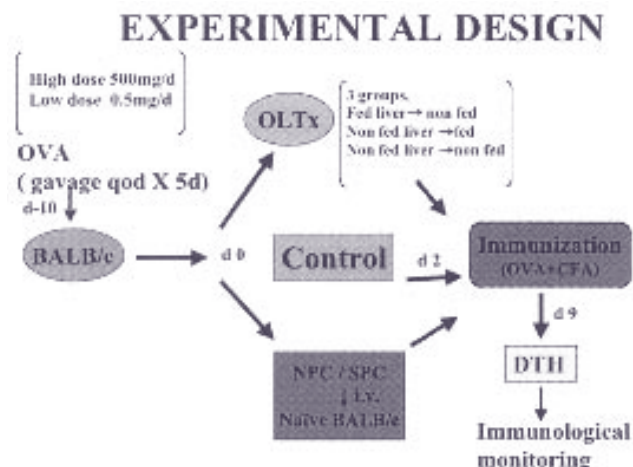 EXPERIMENTAL DESIGN
High dose 500mg/d
Low dose 0.5mg/d
OVA
( gavage qod X 5d)
d-10
BALB/c
d 0
OLTx
3 groups,
Fed liver→ non fed
Non fed liver →fed
Non fed liver →non fed
Control
d 2
NPC / SPC
↓ i.v.
Naïve BALB/c
Immunization
(OVA+CFA)
d 9
DTH
Immunological
monitoring